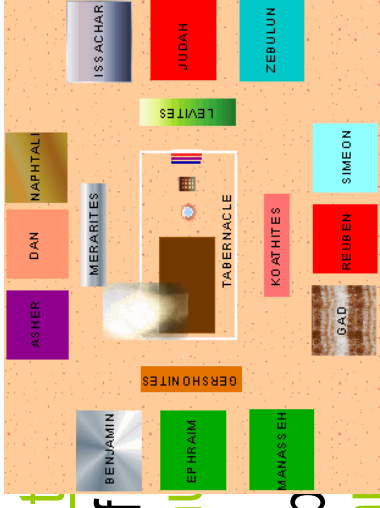 ISSACHAR
JUDAH
ZEBULUN
LEVITES
NAPHTALI
DAN
ASHER
MERARITES
TABERNACLE
KOATHITES
SIMEON
REUBEN
GAD
GERSHONITES
BENJAMIN
EPHRAIM
MANASSEH